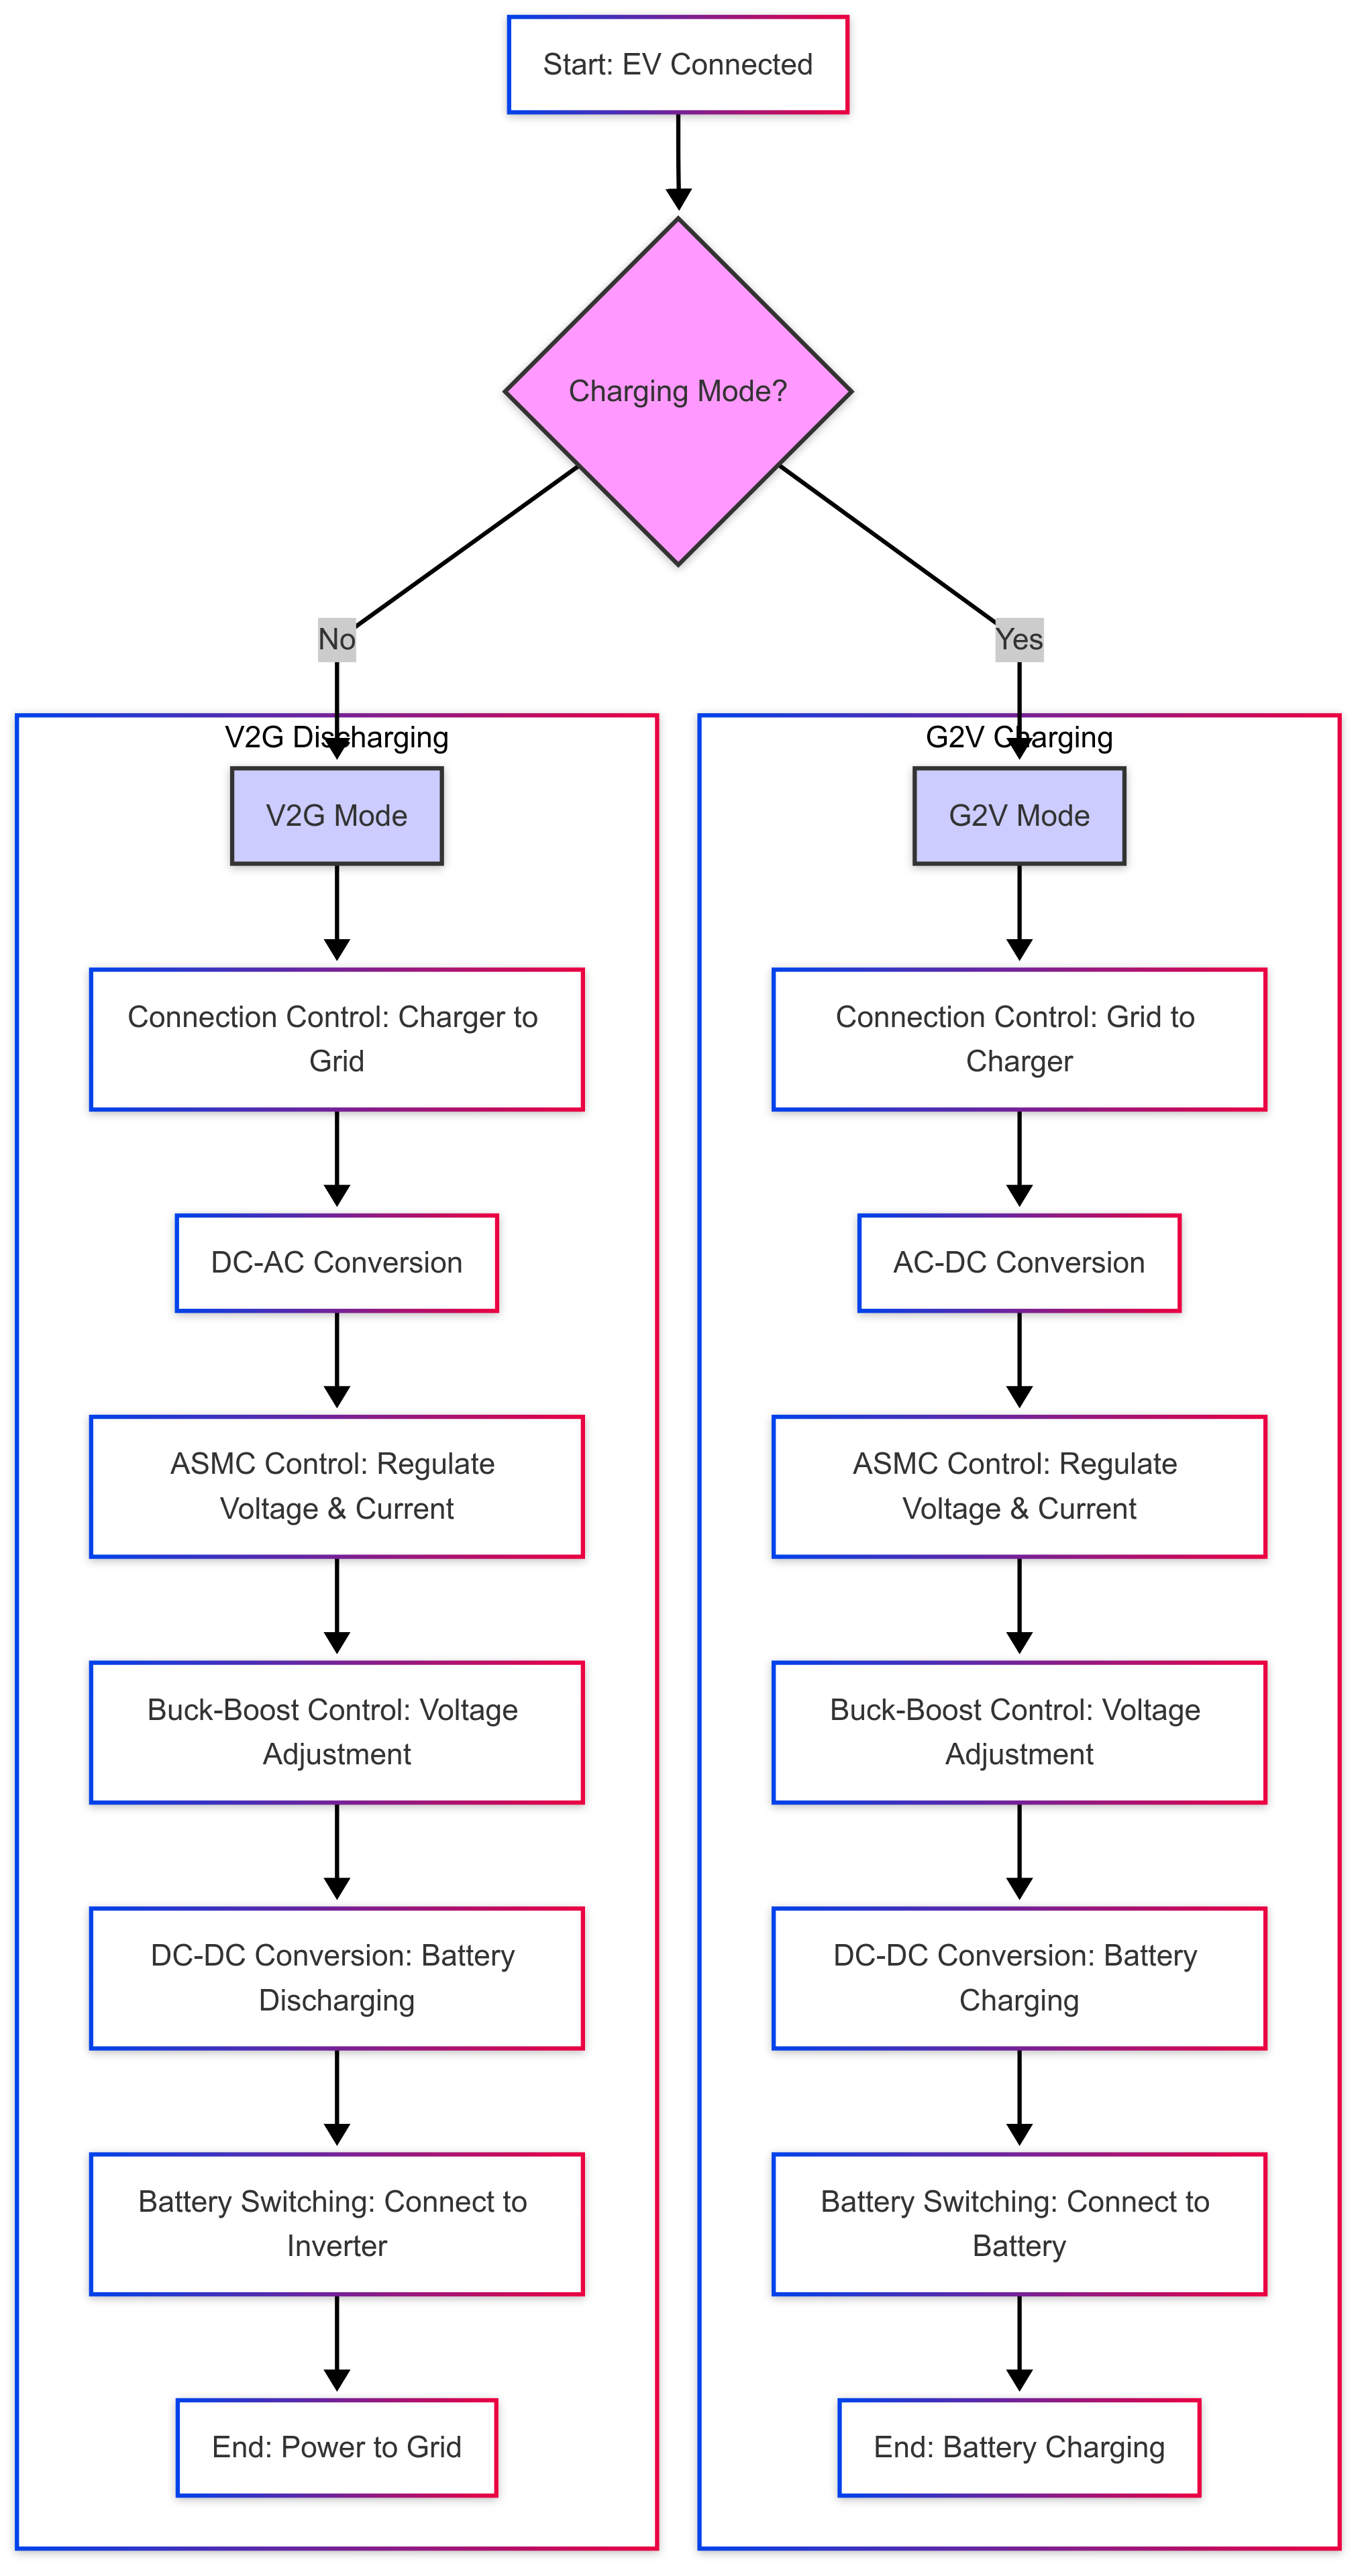 Start: EV Connected
Charging Mode?
No
Yes
V2G Discharging
V2G Mode
Connection Control: Charger to
Grid
DC-AC Conversion
ASMC Control: Regulate
Voltage & Current
Buck-Boost Control: Voltage
Adjustment
DC-DC Conversion: Battery
Discharging
Battery Switching: Connect to
Inverter
End: Power to Grid
G2V Charging
G2V Mode
Connection Control: Grid to
Charger
AC-DC Conversion
ASMC Control: Regulate
Voltage & Current
Buck-Boost Control: Voltage
Adjustment
DC-DC Conversion: Battery
Charging
Battery Switching: Connect to
Battery
End: Battery Charging